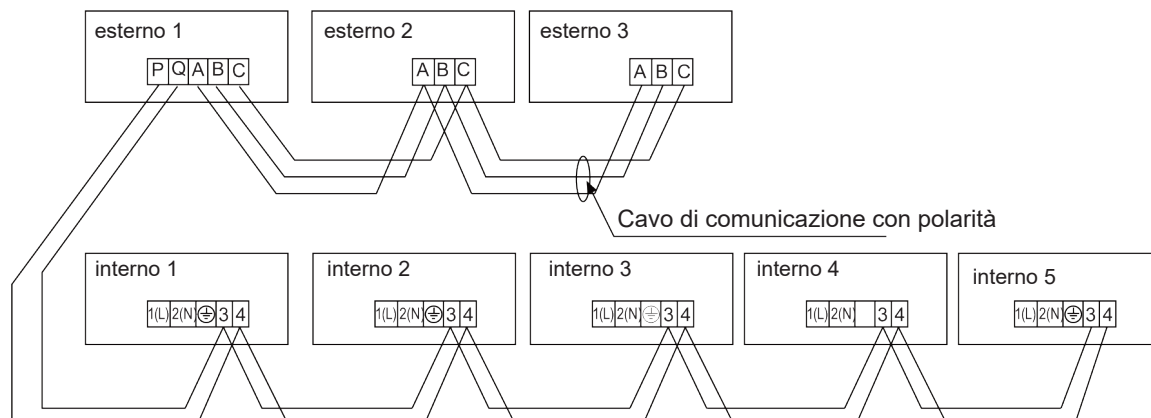 esterno 1 esterno 2 esterno 3
P Q A B C A B C A B C
Cavo di comunicazione con polarità
interno 1 interno 2 interno 3 interno 4 interno 5
1(L) 2(N) 3 4 1(L) 2(N) 3 4 1(L) 2(N) 3 4 1(L) 2(N) 3 4 1(L) 2(N) 3 4